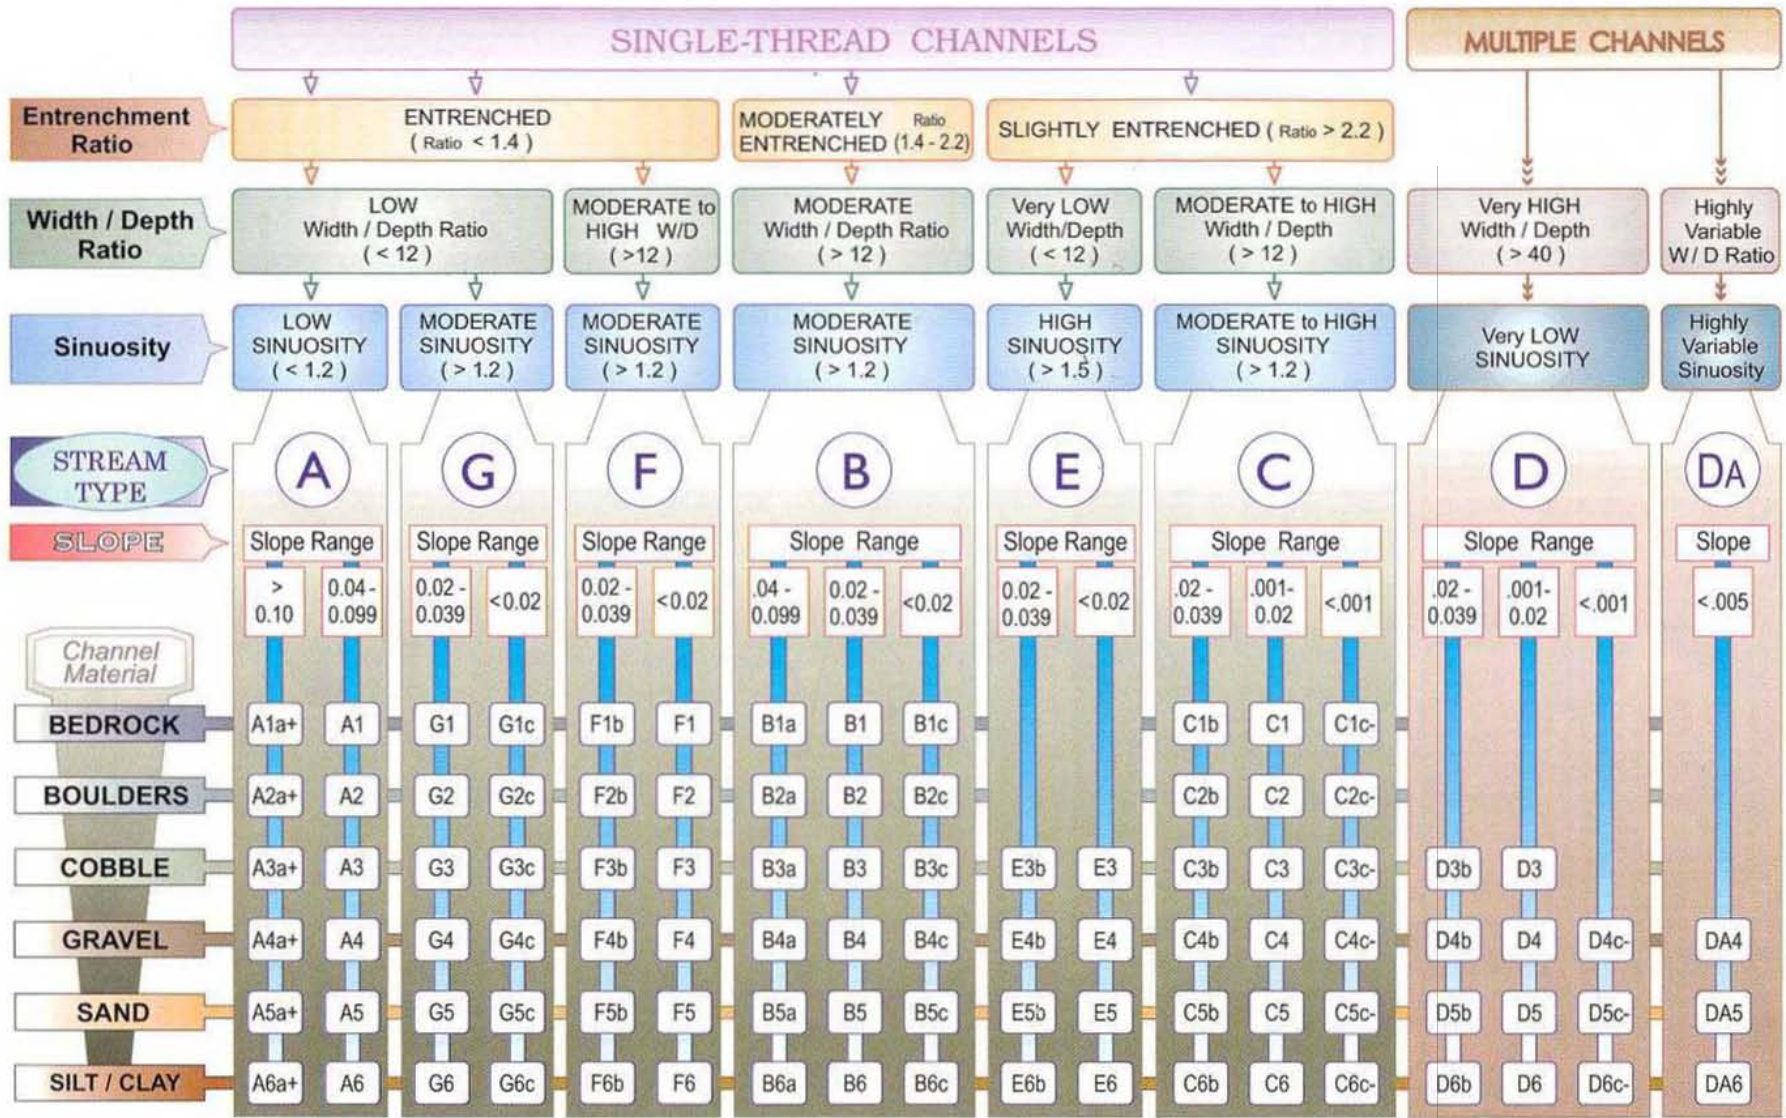 SINGLE-THREAD CHANNELS
MULTIPLE CHANNELS
Entrenchment
Ratio
ENTRENCHED
( Ratio < 1.4 )
MODERATELY Ratio
ENTRENCHED (1.4 - 2.2)
SLIGHTLY ENTRENCHED ( Ratio > 2.2 )
Width / Depth
Ratio
LOW
Width / Depth Ratio
( < 12 )
MODERATE to
HIGH W/D
( >12 )
MODERATE
Width / Depth Ratio
( > 12 )
Very LOW
Width/Depth
( < 12 )
MODERATE to HIGH
Width / Depth
( > 12 )
Very HIGH
Width / Depth
( > 40 )
Highly
Variable
W / D Ratio
Sinuosity
LOW
SINUOSITY
( < 1.2 )
MODERATE
SINUOSITY
( > 1.2 )
MODERATE
SINUOSITY
( > 1.2 )
MODERATE
SINUOSITY
( > 1.2 )
HIGH
SINUOSITY
( > 1.5 )
MODERATE to HIGH
SINUOSITY
( > 1.2 )
Very LOW
SINUOSITY
Highly
Variable
Sinuosity
STREAM
TYPE
A G F B E C D DA
SLOPE
Slope Range Slope Range Slope Range Slope Range Slope Range Slope Range Slope Range Slope
>
0.10
0.04 -
0.099
0.02 -
0.039
<0.02
0.02 -
0.039
<0.02
.04 -
0.099
0.02 -
0.039
<0.02
0.02 -
0.039
<0.02
.02 -
0.039
.001-
0.02
<.001
.02 -
0.039
.001-
0.02
<.001
<.005
Channel
Material
BEDROCK A1a+ A1 G1 G1c F1b F1 B1a B1 B1c C1b C1 C1c-
BOULDERS A2a+ A2 G2 G2c F2b F2 B2a B2 B2c C2b C2 C2c-
COBBLE A3a+ A3 G3 G3c F3b F3 B3a B3 B3c E3b E3 C3b C3 C3c- D3b D3
GRAVEL A4a+ A4 G4 G4c F4b F4 B4a B4 B4c E4b E4 C4b C4 C4c- D4b D4 D4c- DA4
SAND A5a+ A5 G5 G5c F5b F5 B5a B5 B5c E5b E5 C5b C5 C5c- D5b D5 D5c- DA5
SILT / CLAY A6a+ A6 G6 G6c F6b F6 B6a B6 B6c E6b E6 C6b C6 C6c- D6b D6 D6c- DA6